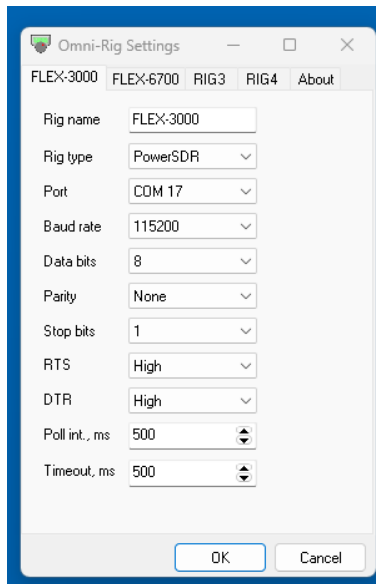 Omni-Rig Settings
FLEX-3000 FLEX-6700 RIG3 RIG4 About
Rig name FLEX-3000
Rig type PowerSDR
Port COM 17
Baud rate 115200
Data bits 8
Parity None
Stop bits 1
RTS High
DTR High
Poll int., ms 500
Timeout, ms 500
OK Cancel